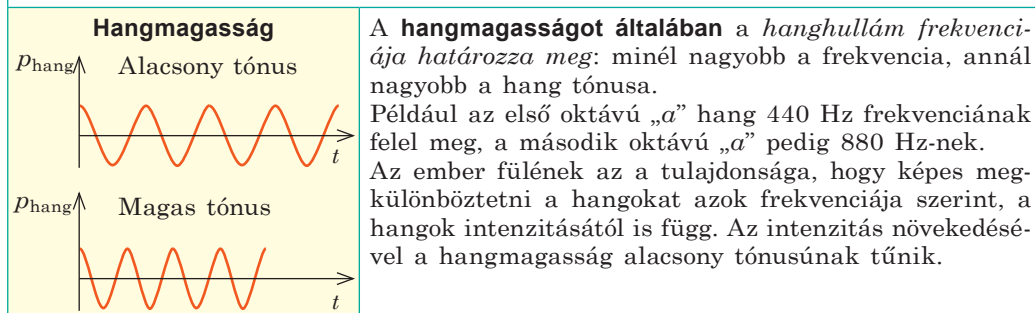 Hangmagasság
p hang
Alacsony tónus
t
p hang
Magas tónus
t
A hangmagasságot általában a hanghullám frekvenci-
ája határozza meg: minél nagyobb a frekvencia, annál
nagyobb a hang tónusa.
Például az első oktávú „a” hang 440 Hz frekvenciának
felel meg, a második oktávú „a” pedig 880 Hz-nek.
Az ember fülének az a tulajdonsága, hogy képes meg-
különböztetni a hangokat azok frekvenciája szerint, a
hangok intenzitásától is függ. Az intenzitás növekedésé-
vel a hangmagasság alacsony tónusúnak tűnik.